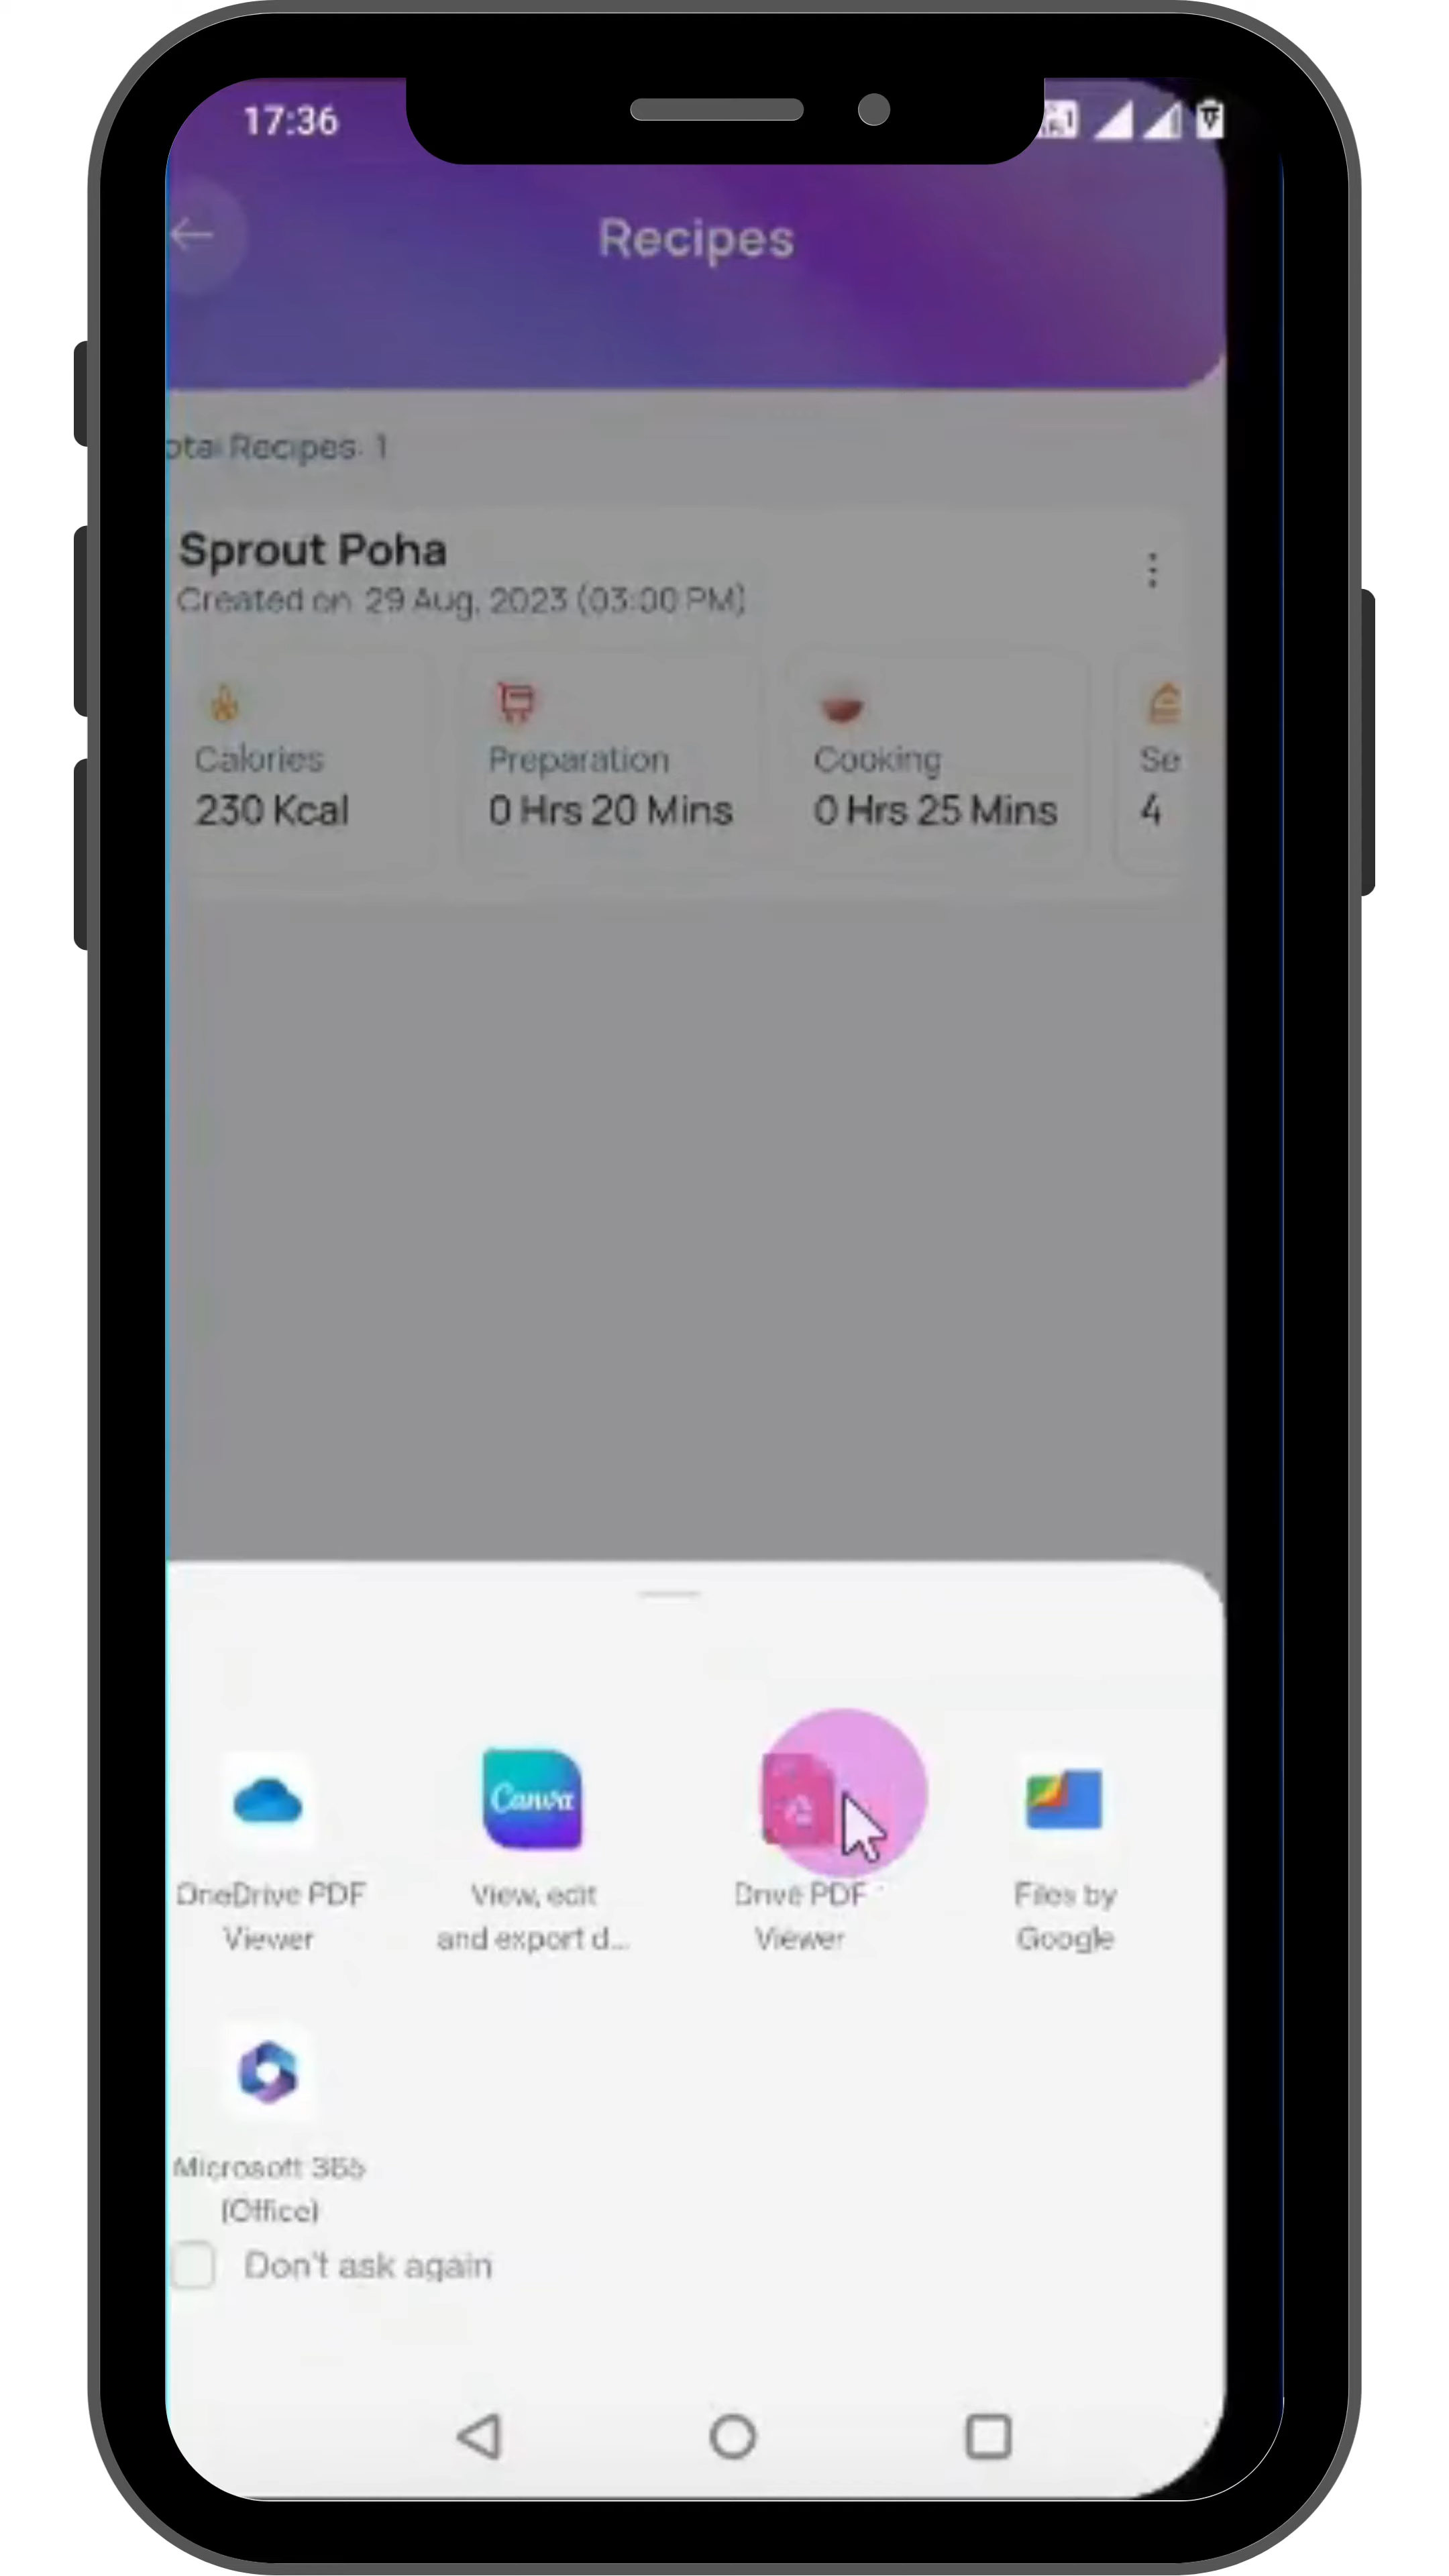 17:36
Recipes
otal Recipes: 1
Sprout Poha
Created on 29 Aug, 2023 (03:00 PM)
Calories
Preparation
Cooking
Se
230 Kcal
0 Hrs 20 Mins
0 Hrs 25 Mins
4
Canva
OneDrive PDF
Viewer
View, edit
and export d...
Drive PDF
Viewer
Files by
Google
Microsoft 365
(Office)
Don't ask again